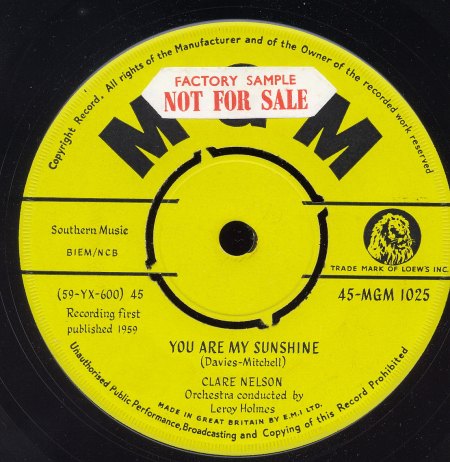 Copyright Record. All rights of the Manufacturer and of the Owner of the recorded work reserved
FACTORY SAMPLE
NOT FOR SALE
M G M
Southern Music
BIEM/NCB
TRADE MARK OF LOEW'S INC.
(59-YX-600) 45
45-MGM 1025
Recording first
published 1959
YOU ARE MY SUNSHINE
(Davies-Mitchell)
CLARE NELSON
Orchestra conducted by
Leroy Holmes
MADE IN GREAT BRITAIN BY E.M.I LTD.
Unauthorised Public Performance, Broadcasting and Copying of this Record Prohibited